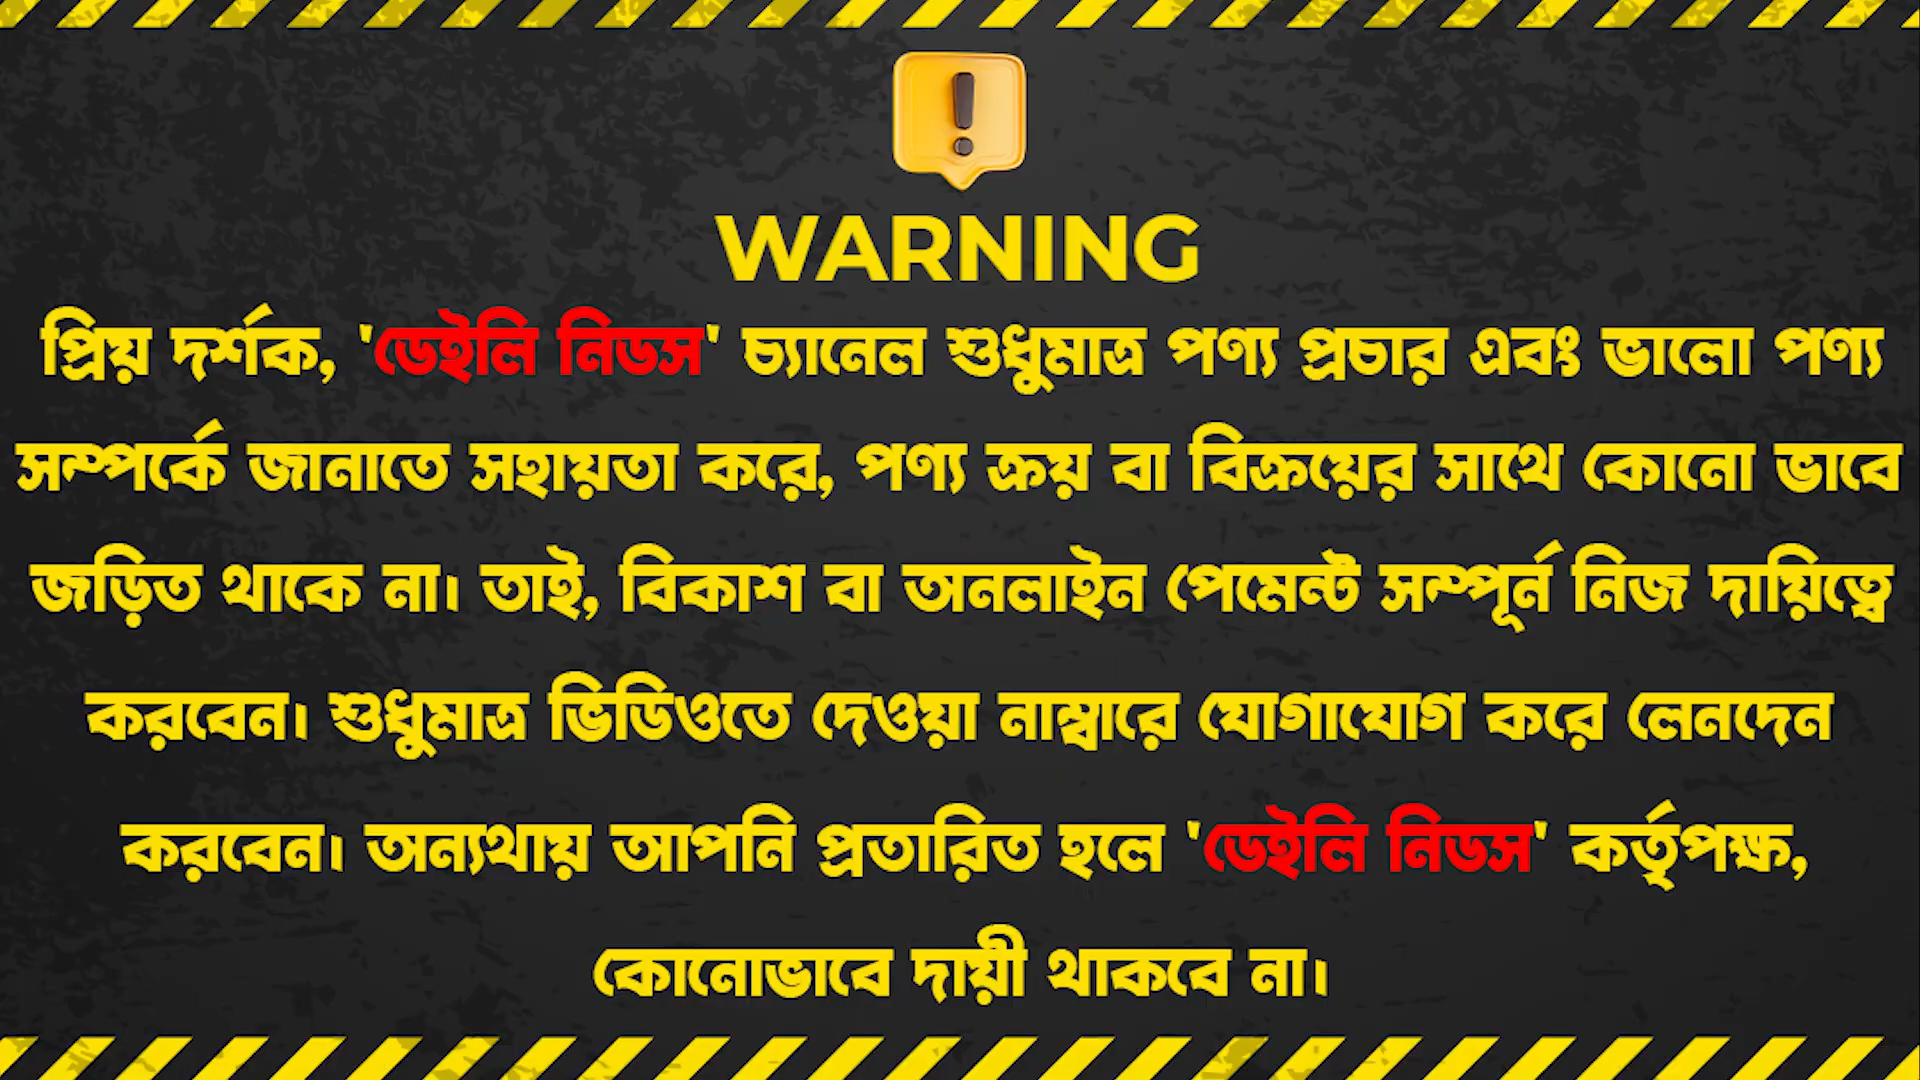 WARNING
প্রিয় দর্শক, 'ডেইলি নিডস' চ্যানেল শুধুমাত্র পণ্য প্রচার এবং ভালো পণ্য
সম্পর্কে জানাতে সহায়তা করে, পণ্য ক্রয় বা বিক্রয়ের সাথে কোনো ভাবে
জড়িত থাকে না। তাই, বিকাশ বা অনলাইন পেমেন্ট সম্পূর্ন নিজ দায়িত্বে
করবেন। শুধুমাত্র ভিডিওতে দেওয়া নাম্বারে যোগাযোগ করে লেনদেন
করবেন। অন্যথায় আপনি প্রতারিত হলে 'ডেইলি নিডস' কর্তৃপক্ষ,
কোনোভাবে দায়ী থাকবে না।